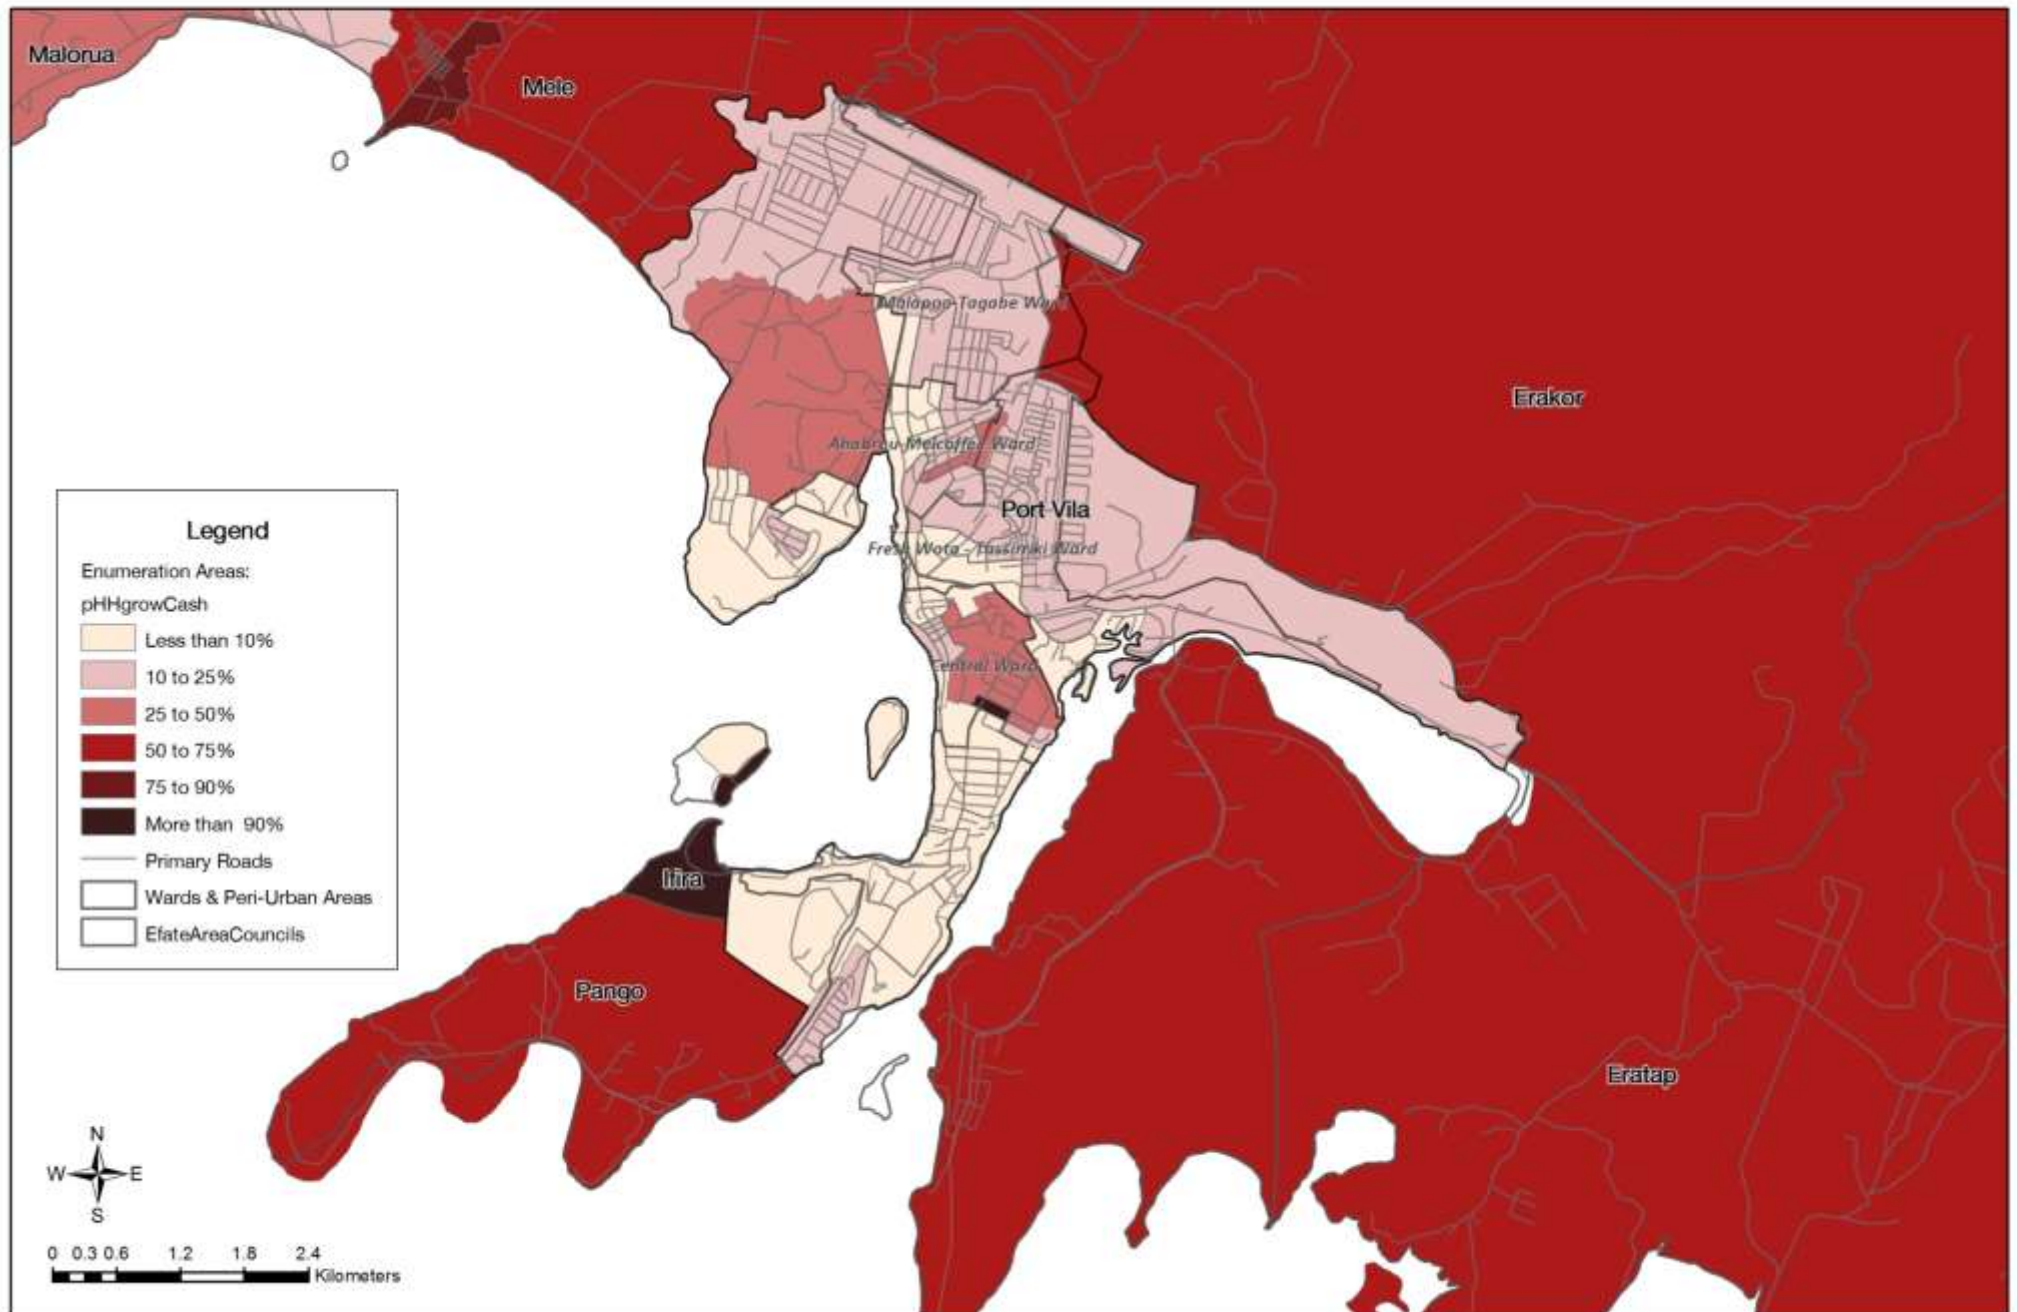 Malorua
Mele
Malapoa-Tagabe Ward
Erakor
Anabrou-Melcoffee Ward
Port Vila
Fresh Wota - Tassiriki Ward
Central Ward
Ifira
Pango
Eratap
Legend
Enumeration Areas:
pHHgrowCash
Less than 10%
10 to 25%
25 to 50%
50 to 75%
75 to 90%
More than 90%
Primary Roads
Wards & Peri-Urban Areas
EfateAreaCouncils
N
W E
S
0 0.3 0.6 1.2 1.8 2.4
Kilometers